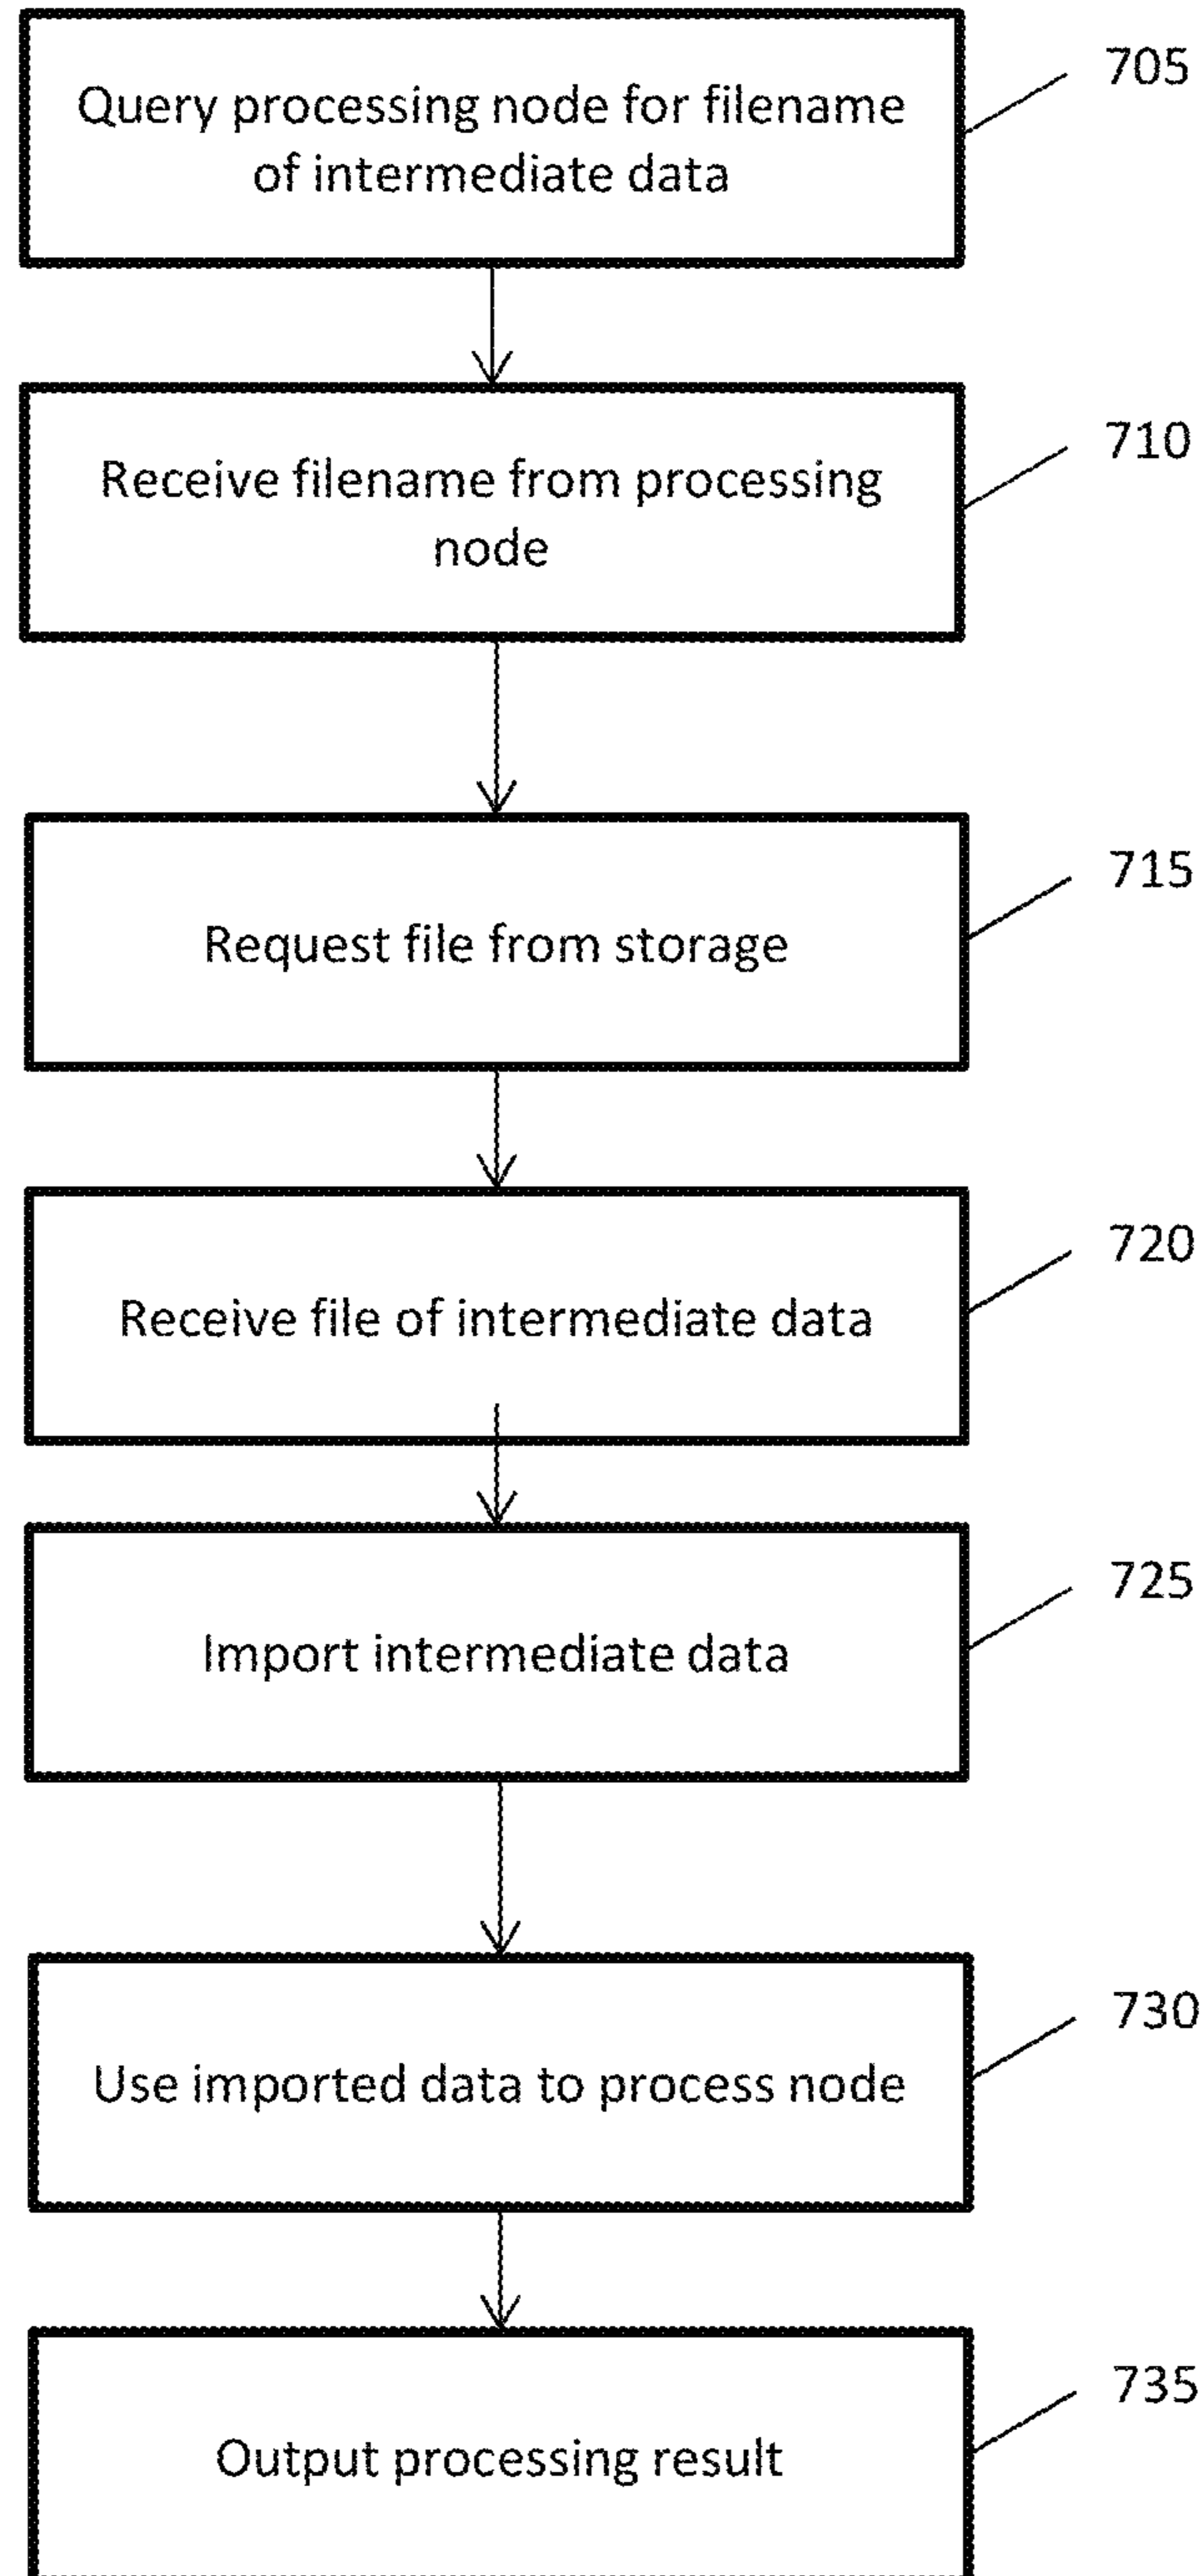 705
Query processing node for filename
of intermediate data
710
Receive filename from processing
node
715
Request file from storage
720
Receive file of intermediate data
725
Import intermediate data
730
Use imported data to process node
735
Output processing result